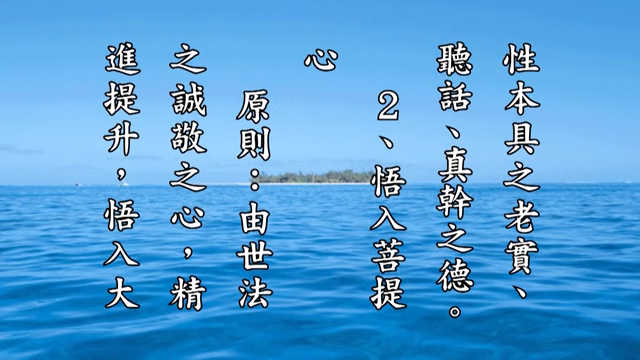 性本具之老實、
聽話、真幹之德。
2、悟入菩提
心
原則：由世法
之誠敬之心，精
進提升，悟入大